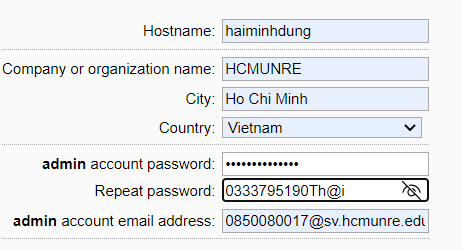 Hostname: haiminhdung
Company or organization name: HCMUNRE
City: Ho Chi Minh
Country: Vietnam
admin account password: ••••••••••••••
Repeat password: 0333795190Th@i
admin account email address: 0850080017@sv.hcmunre.edu